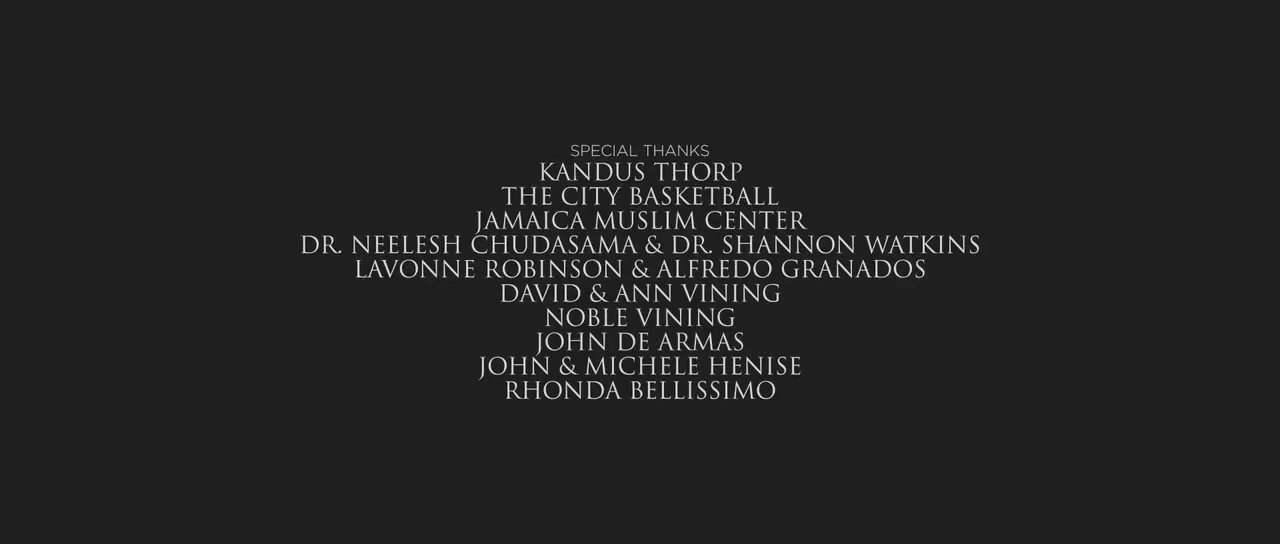 SPECIAL THANKS
KANDUS THORP
THE CITY BASKETBALL
JAMAICA MUSLIM CENTER
DR. NEELESH CHUDASAMA & DR. SHANNON WATKINS
LAVONNE ROBINSON & ALFREDO GRANADOS
DAVID & ANN VINING
NOBLE VINING
JOHN DE ARMAS
JOHN & MICHELE HENISE
RHONDA BELLISSIMO